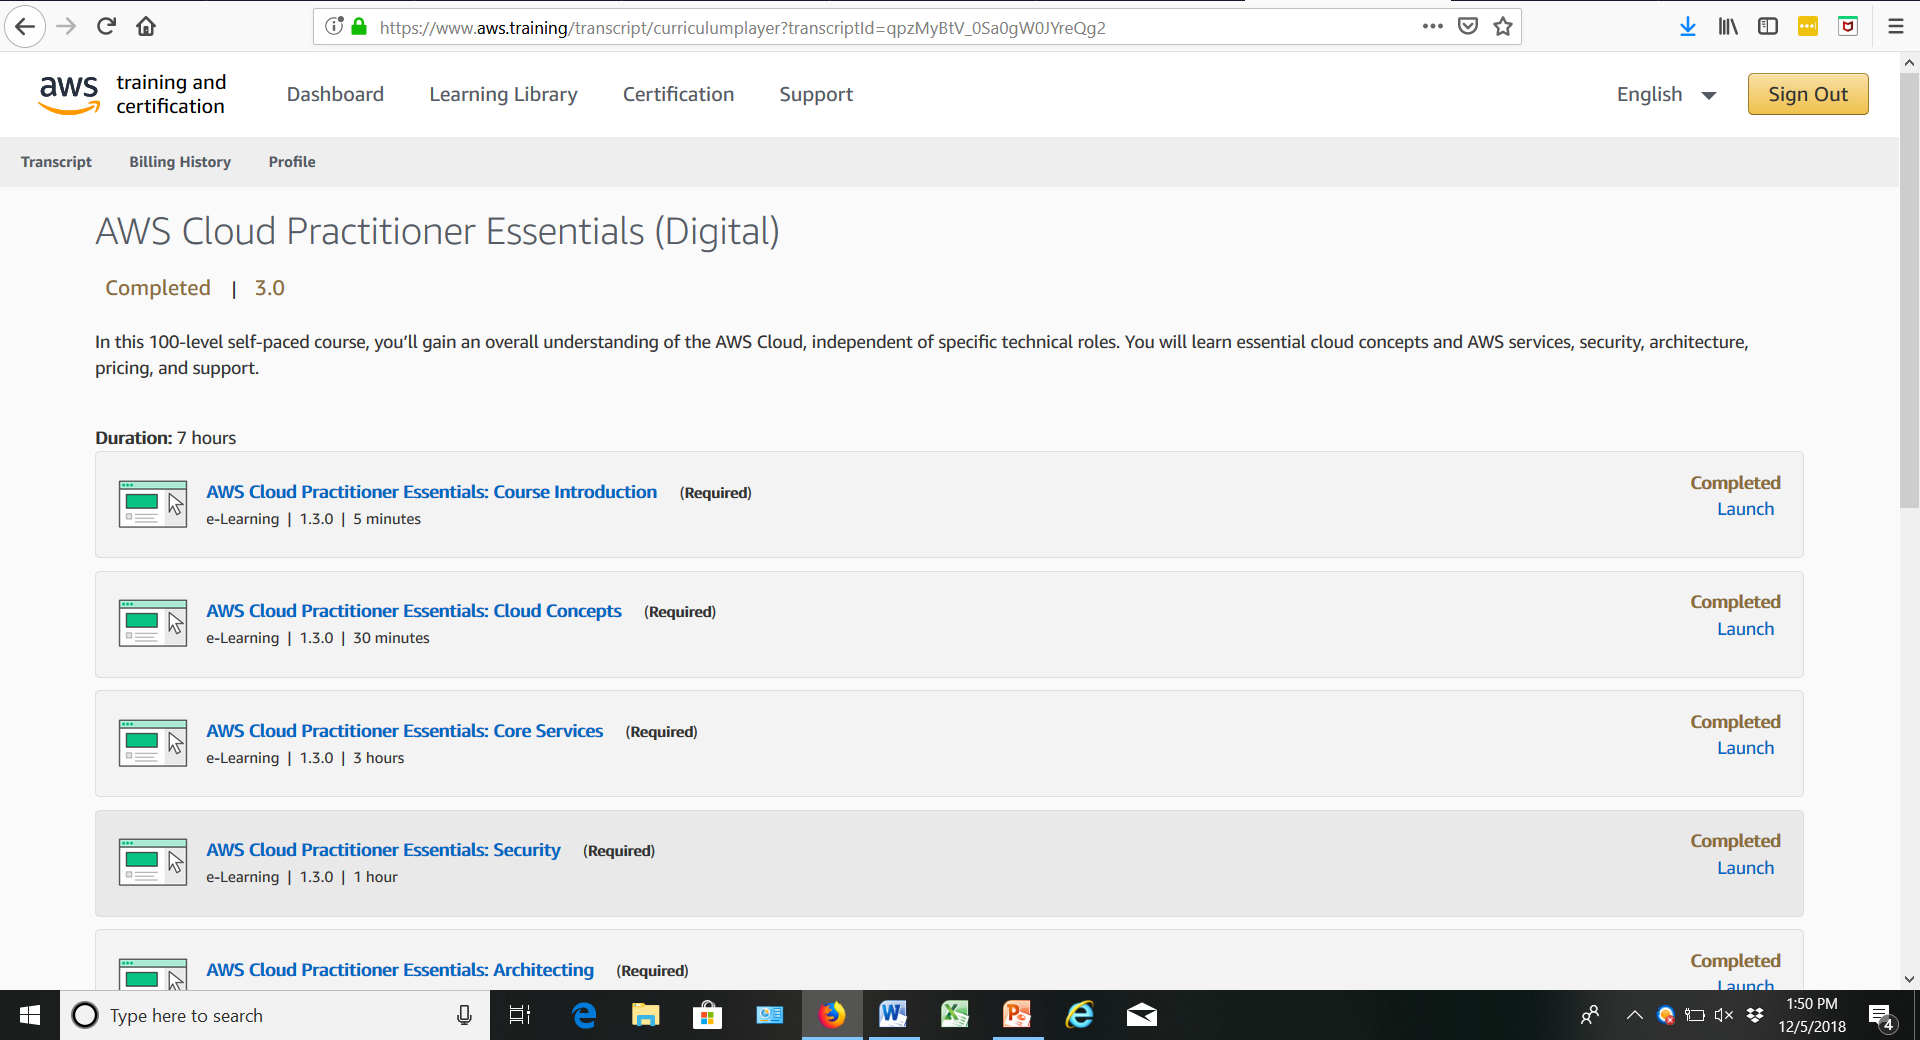 https://www.aws.training/transcript/curriculumplayer?transcriptId=qpzMyBtV_0Sa0gW0JYreQg2
aws training and certification
Dashboard Learning Library Certification Support English Sign Out
Transcript Billing History Profile
AWS Cloud Practitioner Essentials (Digital)
Completed | 3.0
In this 100-level self-paced course, you’ll gain an overall understanding of the AWS Cloud, independent of specific technical roles. You will learn essential cloud concepts and AWS services, security, architecture,
pricing, and support.
Duration: 7 hours
AWS Cloud Practitioner Essentials: Course Introduction (Required) Completed
e-Learning | 1.3.0 | 5 minutes Launch
AWS Cloud Practitioner Essentials: Cloud Concepts (Required) Completed
e-Learning | 1.3.0 | 30 minutes Launch
AWS Cloud Practitioner Essentials: Core Services (Required) Completed
e-Learning | 1.3.0 | 3 hours Launch
AWS Cloud Practitioner Essentials: Security (Required) Completed
e-Learning | 1.3.0 | 1 hour Launch
AWS Cloud Practitioner Essentials: Architecting (Required) Completed
Launch
Type here to search
1:50 PM
12/5/2018
4